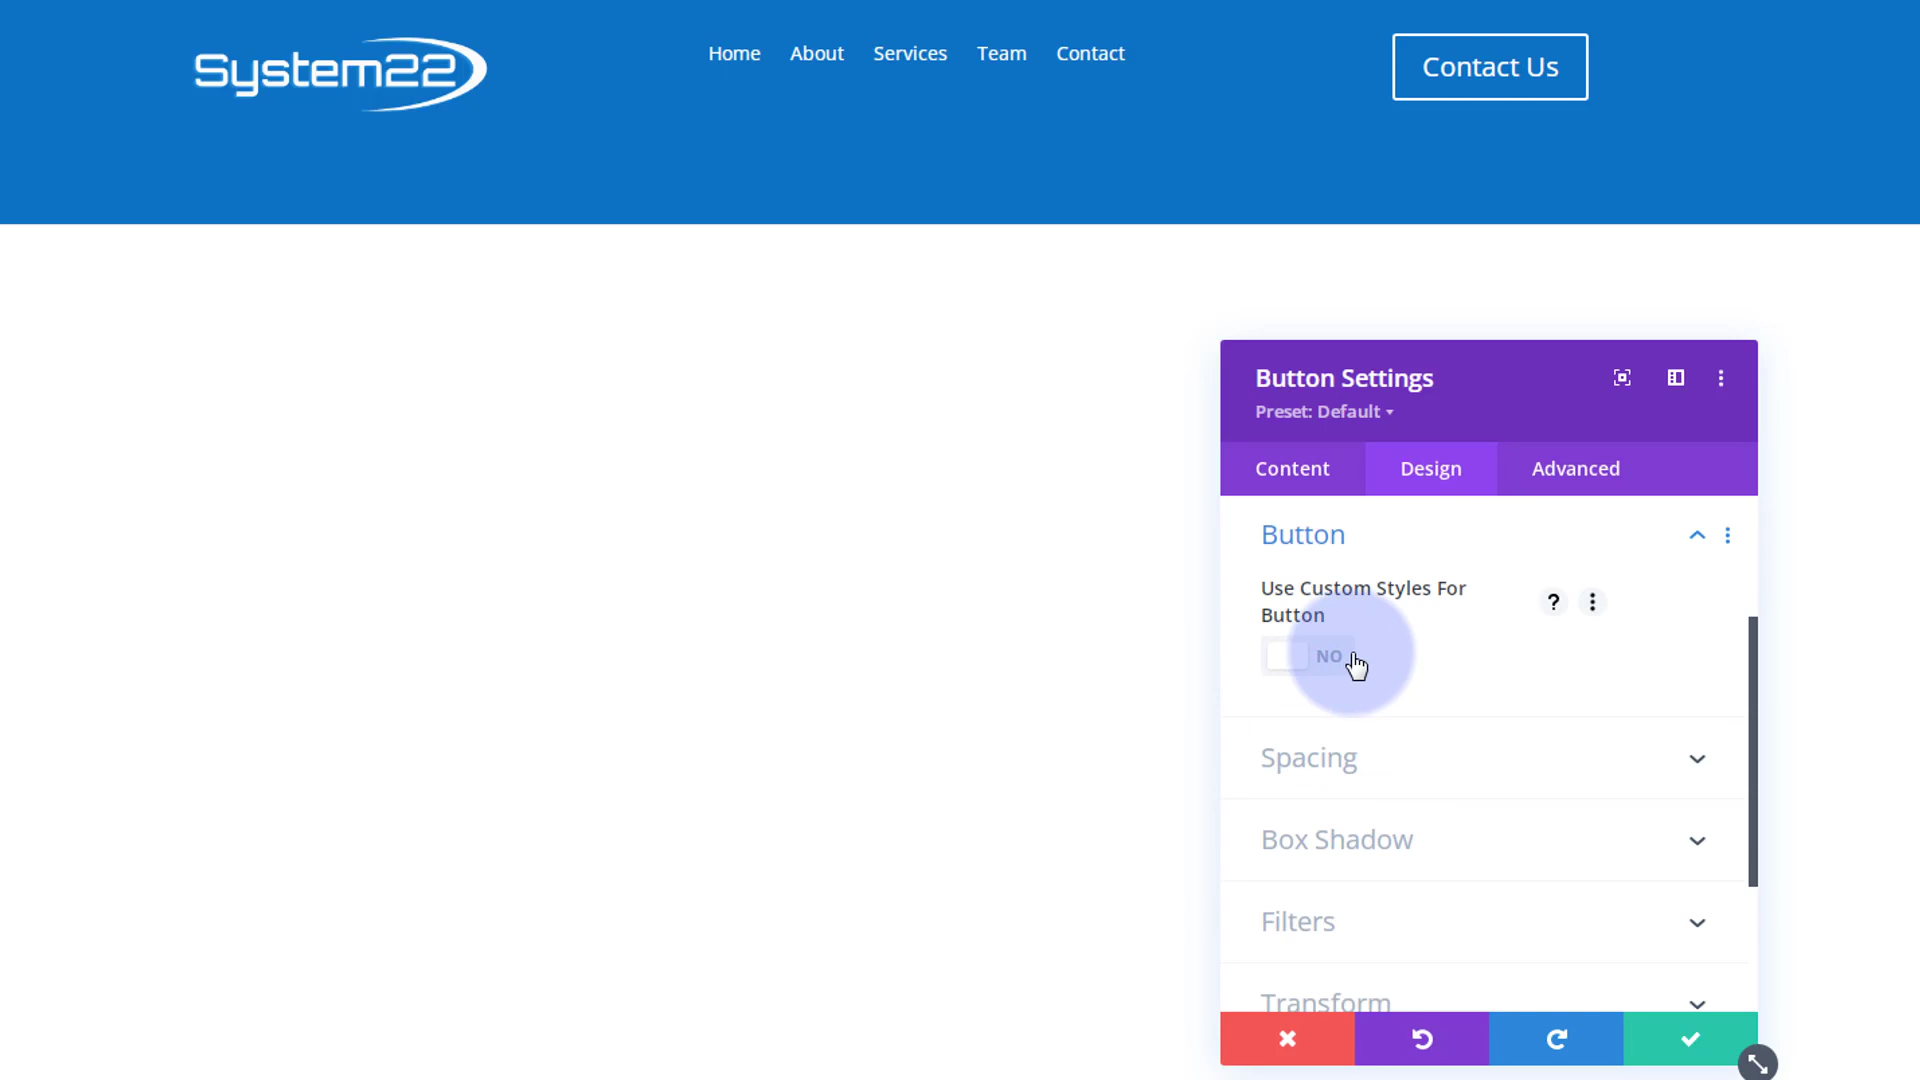 System22
Home About Services Team Contact
Contact Us
Button Settings
Preset: Default
Content Design Advanced
Button
Use Custom Styles For
Button
?
NO
Spacing
Box Shadow
Filters
Transform